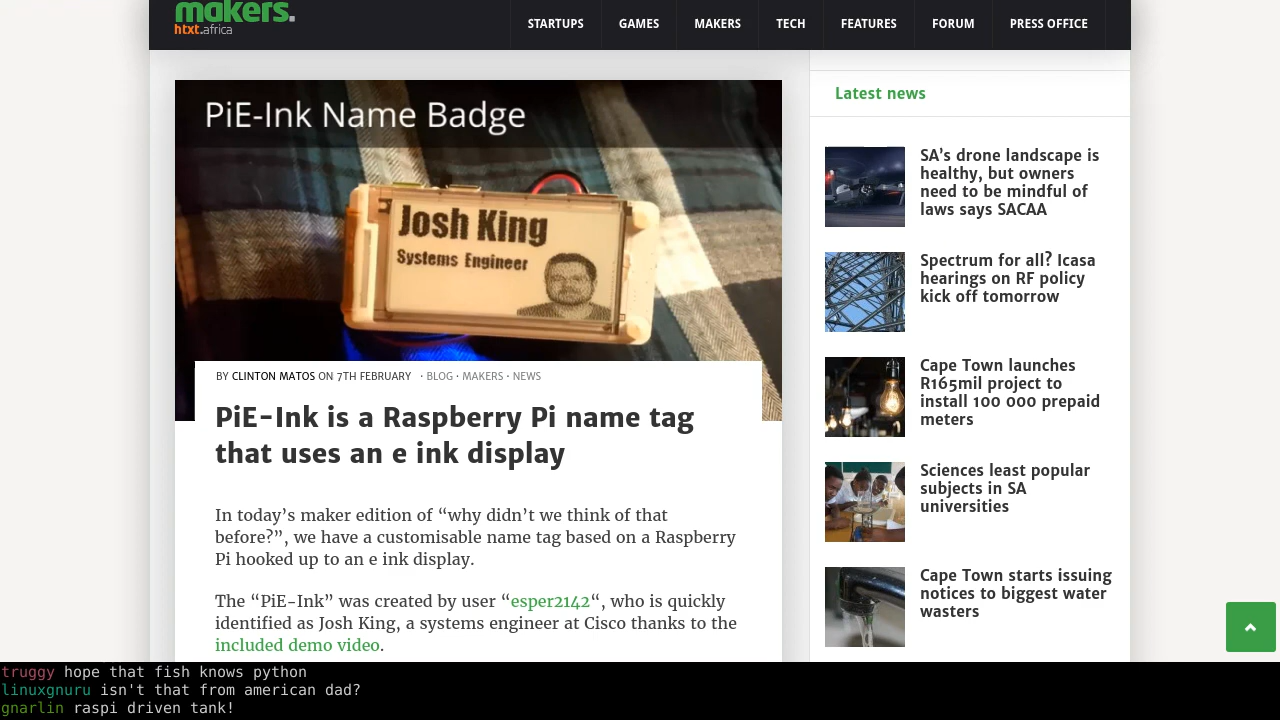 makers.
htxt.africa
STARTUPS
GAMES
MAKERS
TECH
FEATURES
FORUM
PRESS OFFICE
PiE-Ink Name Badge
Josh King
Systems Engineer
BY CLINTON MATOS ON 7TH FEBRUARY · BLOG · MAKERS · NEWS
PiE-Ink is a Raspberry Pi name tag
that uses an e ink display
In today’s maker edition of “why didn’t we think of that
before?”, we have a customisable name tag based on a Raspberry
Pi hooked up to an e ink display.
The “PiE-Ink” was created by user “esper2142“, who is quickly
identified as Josh King, a systems engineer at Cisco thanks to the
included demo video.
Latest news
SA’s drone landscape is
healthy, but owners
need to be mindful of
laws says SACAA
Spectrum for all? Icasa
hearings on RF policy
kick off tomorrow
Cape Town launches
R165mil project to
install 100 000 prepaid
meters
Sciences least popular
subjects in SA
universities
Cape Town starts issuing
notices to biggest water
wasters
truggy hope that fish knows python
linuxgnuru isn't that from american dad?
gnarlin raspi driven tank!